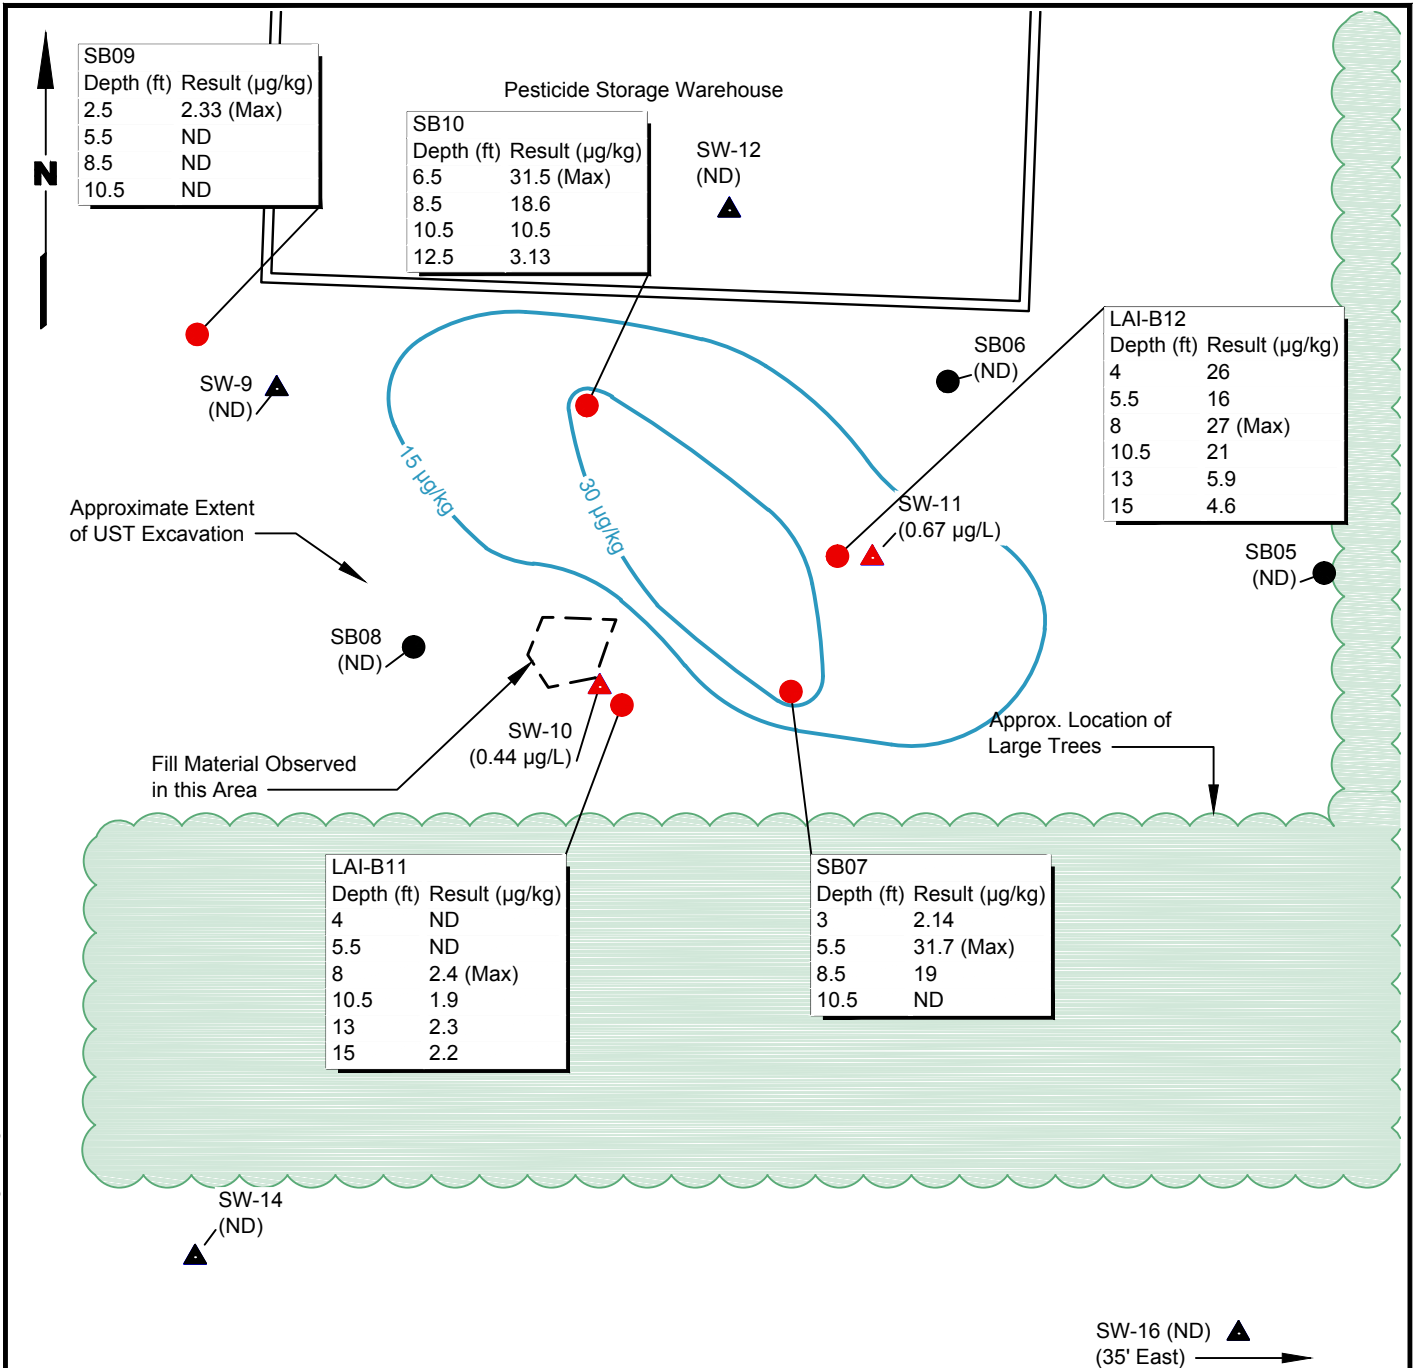 SB09
Depth (ft) Result (µg/kg)
2.5 2.33 (Max)
5.5 ND
8.5 ND
10.5 ND
N
Pesticide Storage Warehouse
SB10
Depth (ft) Result (µg/kg)
6.5 31.5 (Max)
8.5 18.6
10.5 10.5
12.5 3.13
SW-12
(ND)
SW-9
(ND)
SB06
(ND)
LAI-B12
Depth (ft) Result (µg/kg)
4 26
5.5 16
8 27 (Max)
10.5 21
13 5.9
15 4.6
15 µg/kg
30 µg/kg
SW-11
(0.67 µg/L)
Approximate Extent
of UST Excavation
SB05
(ND)
SB08
(ND)
SW-10
(0.44 µg/L)
Fill Material Observed
in this Area
Approx. Location of
Large Trees
LAI-B11
Depth (ft) Result (µg/kg)
4 ND
5.5 ND
8 2.4 (Max)
10.5 1.9
13 2.3
15 2.2
SB07
Depth (ft) Result (µg/kg)
3 2.14
5.5 31.7 (Max)
8.5 19
10.5 ND
SW-14
(ND)
SW-16 (ND)
(35' East)